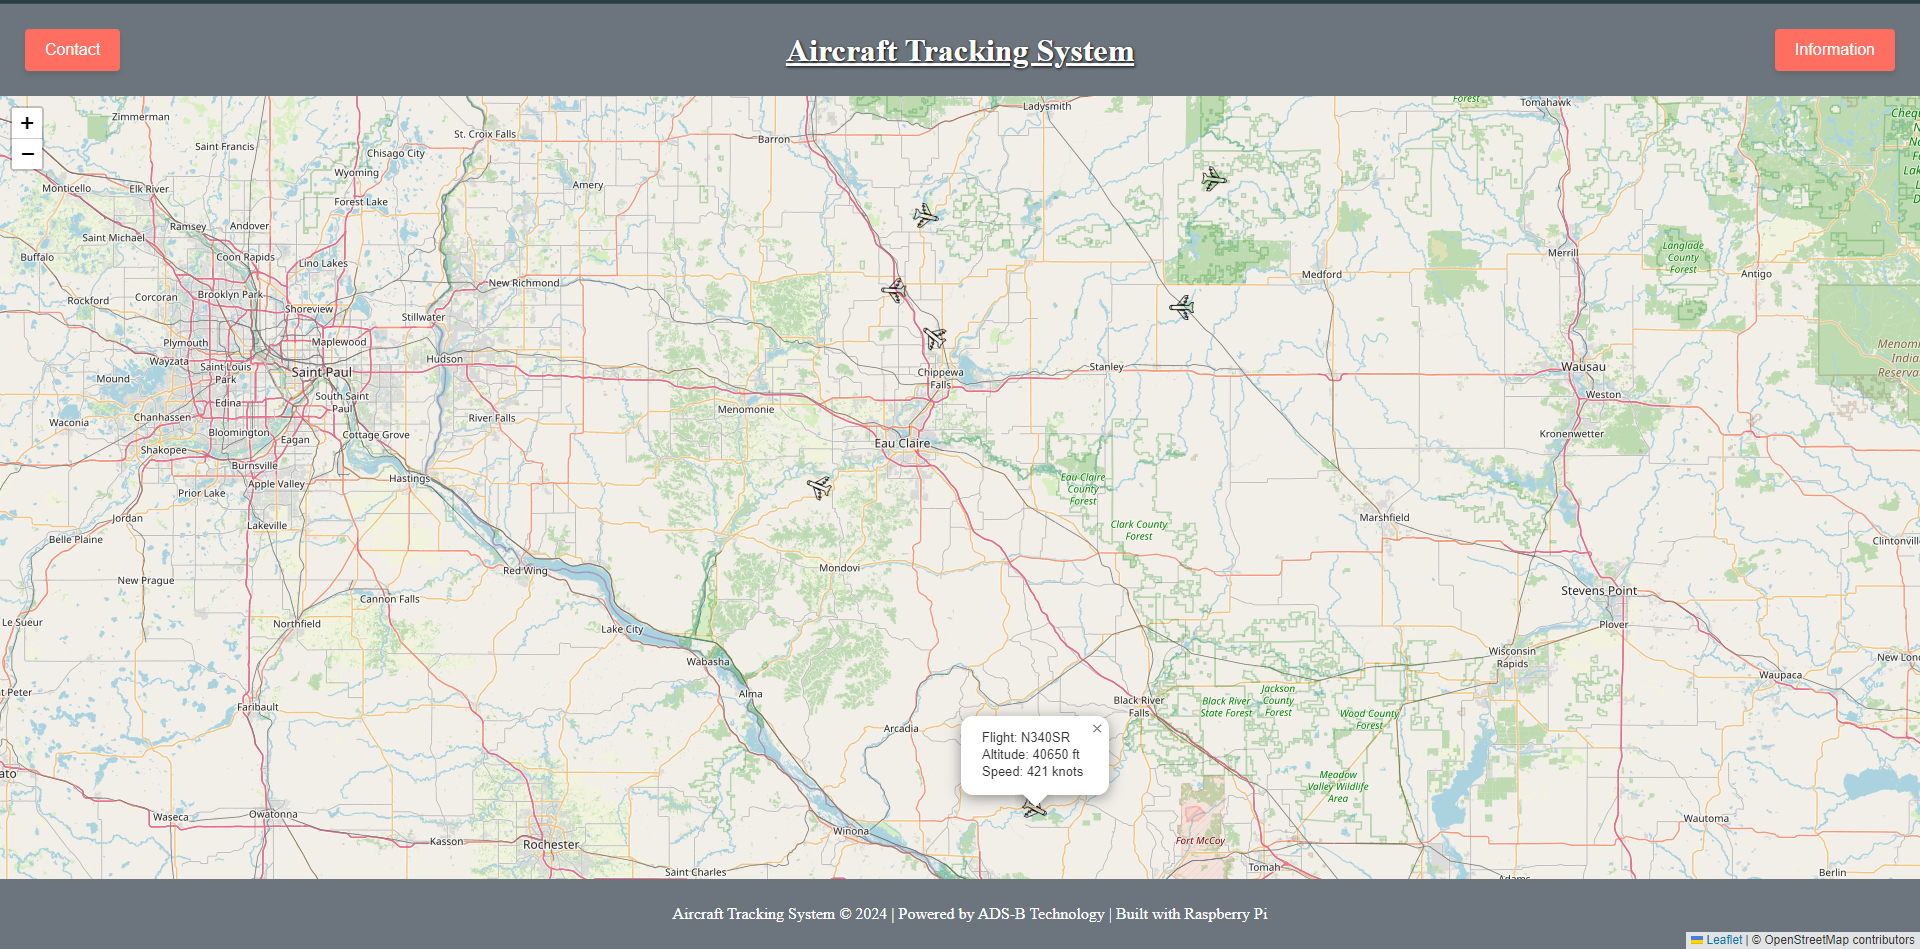 Contact
Aircraft Tracking System
Information
+
−
Zimmerman
St. Croix Falls
Barron
Ladysmith
Forest
Tomahawk
Saint Francis
Chisago City
Wyoming
Amery
Monticello
Elk River
Forest Lake
Ramsey
Andover
Saint Michael
Buffalo
Coon Rapids
Lino Lakes
Langlade
County
Forest
Merrill
Antigo
Medford
New Richmond
Rockford
Corcoran
Brooklyn Park
Shoreview
Stillwater
Plymouth
Maplewood
Menom
India
Reserva
Wayzata
Saint Louis
Park
Hudson
Saint Paul
Mound
Chippewa
Falls
Stanley
Wausau
Weston
Edina
South Saint
Paul
Chanhassen
Menomonie
River Falls
Waconia
Bloomington
Eagan
Cottage Grove
Eau Claire
Kronenwetter
Shakopee
Burnsville
Apple Valley
Hastings
Eau Claire
County
Forest
Prior Lake
Jordan
Lakeville
Clark County
Forest
Marshfield
Belle Plaine
Clintonvill
Red Wing
Mondovi
New Prague
Cannon Falls
Stevens Point
Le Sueur
Northfield
Lake City
Plover
Wabasha
Wisconsin
Rapids
New Lon
t Peter
Alma
Black River
Falls
Black River
State Forest
Jackson
County
Forest
Wood County
Forest
Waupaca
Faribault
Arcadia
Flight: N340SR
Altitude: 40650 ft
Speed: 421 knots
×
ato
Meadow
Valley Wildlife
Area
Waseca
Owatonna
Winona
Wautoma
Kasson
Rochester
Fort McCoy
Saint Charles
Tomah
Adams
Berlin
Aircraft Tracking System © 2024 | Powered by ADS-B Technology | Built with Raspberry Pi
Leaflet | © OpenStreetMap contributors